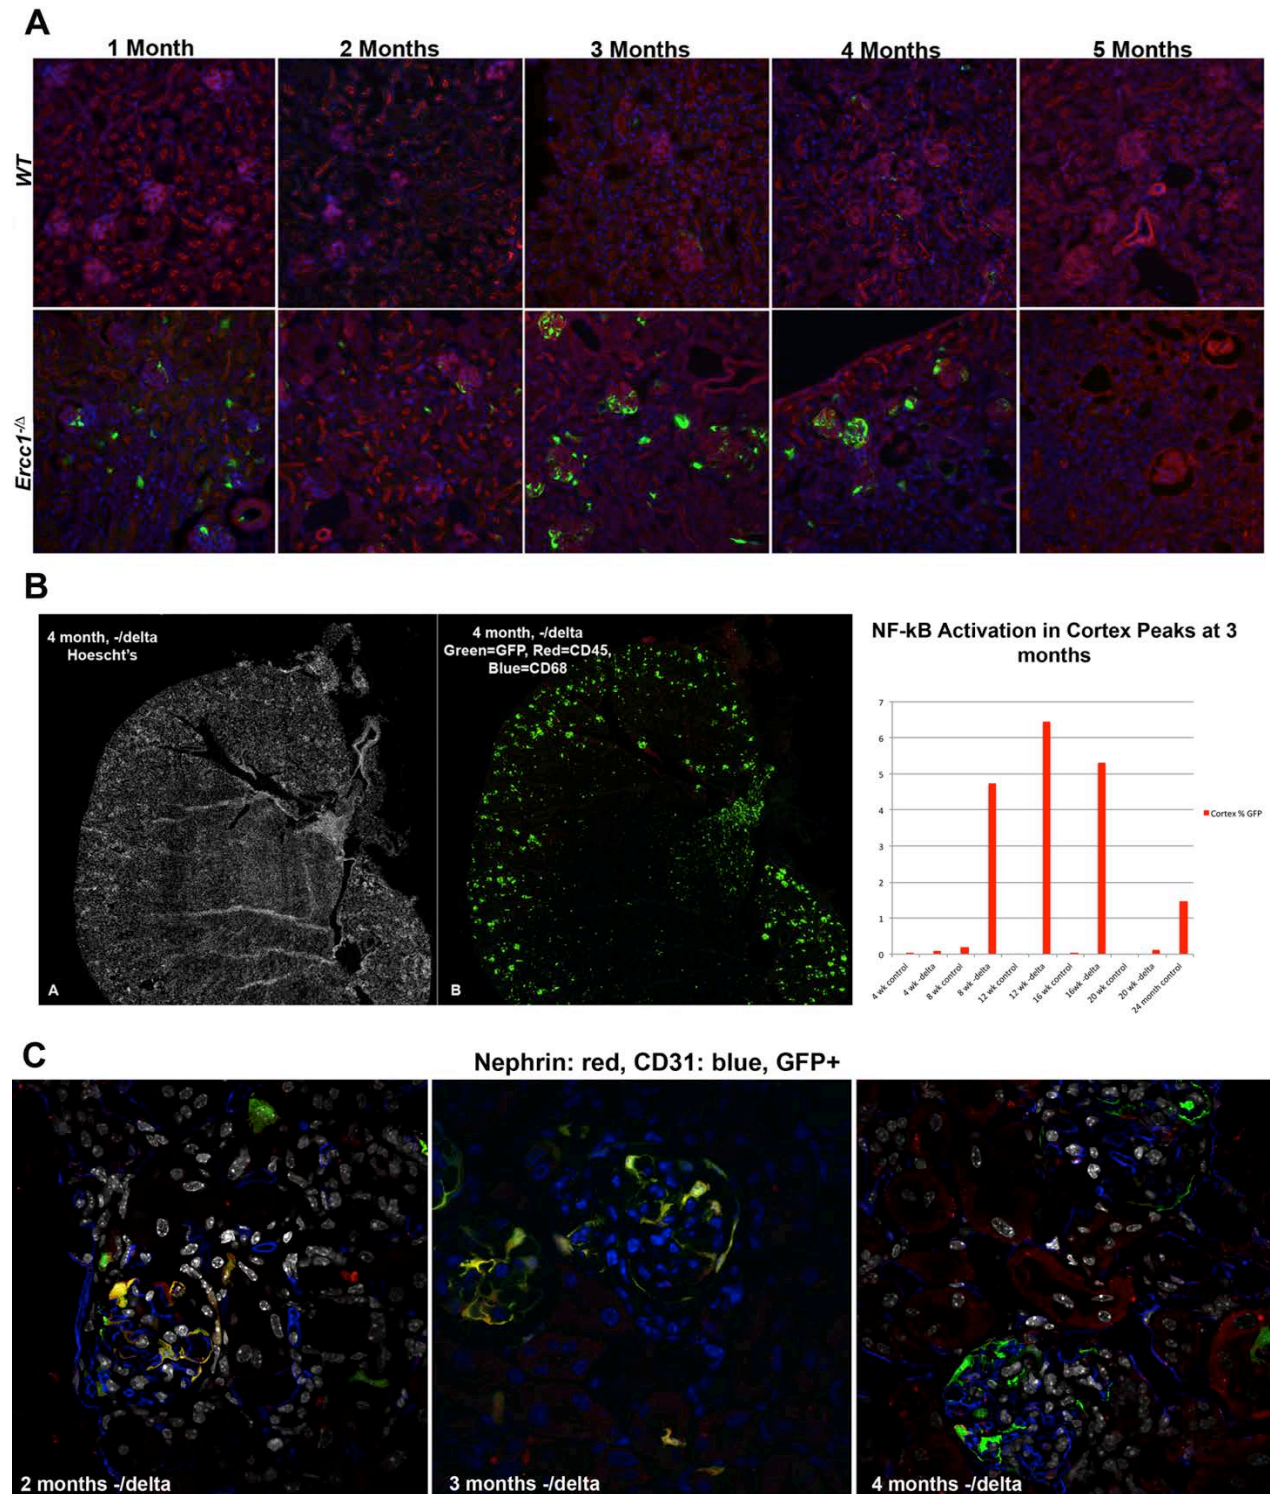 A
1 Month
2 Months
3 Months
4 Months
5 Months
WT
Ercc1-/Δ
B
4 month, -/delta
Hoescht's
A
4 month, -/delta
Green=GFP, Red=CD45,
Blue=CD68
B
NF-kB Activation in Cortex Peaks at 3
months
7
6
5
4
3
2
1
0
4 wk control
4 wk -delta
8 wk control
8 wk -delta
12 wk control
12 wk -delta
16 wk control
16wk -delta
20 wk control
20 wk -delta
24 month control
Cortex % GFP
C
Nephrin: red, CD31: blue, GFP+
2 months -/delta
3 months -/delta
4 months -/delta